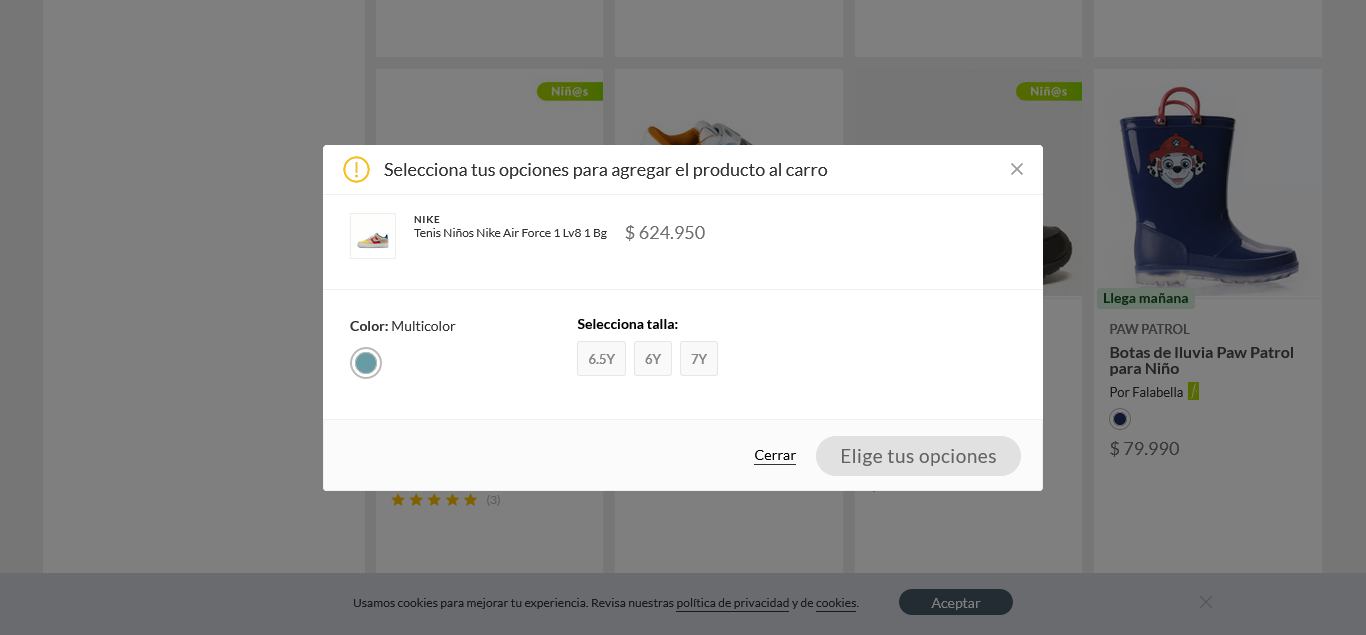 Niñ@s
Niñ@s
Selecciona tus opciones para agregar el producto al carro
NIKE
Tenis Niños Nike Air Force 1 Lv8 1 Bg
$ 624.950
Color: Multicolor
Selecciona talla:
6.5Y
6Y
7Y
Cerrar
Elige tus opciones
(3)
Llega mañana
PAW PATROL
Botas de lluvia Paw Patrol
para Niño
Por Falabella
$ 79.990
Usamos cookies para mejorar tu experiencia. Revisa nuestras política de privacidad y de cookies.
Aceptar